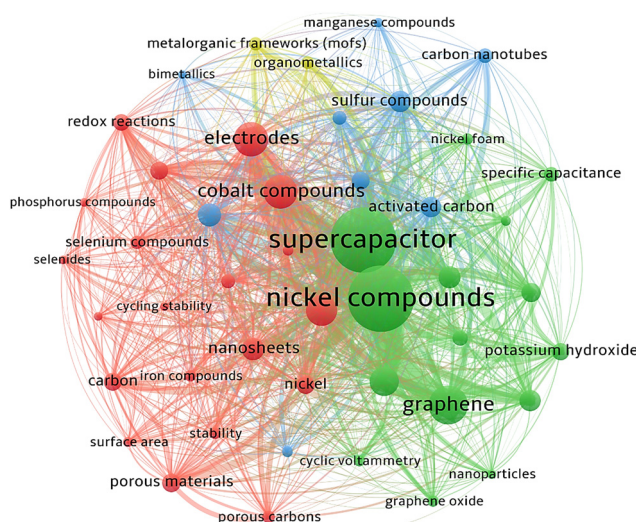 manganese compounds
metalorganic frameworks (mofs)
carbon nanotubes
organometallics
bimetallics
sulfur compounds
redox reactions
electrodes
nickel foam
specific capacitance
cobalt compounds
phosphorus compounds
activated carbon
supercapacitor
selenium compounds
selenides
nickel compounds
cycling stability
nanosheets
potassium hydroxide
carbon
iron compounds
nickel
graphene
stability
surface area
cyclic voltammetry
nanoparticles
porous materials
graphene oxide
porous carbons